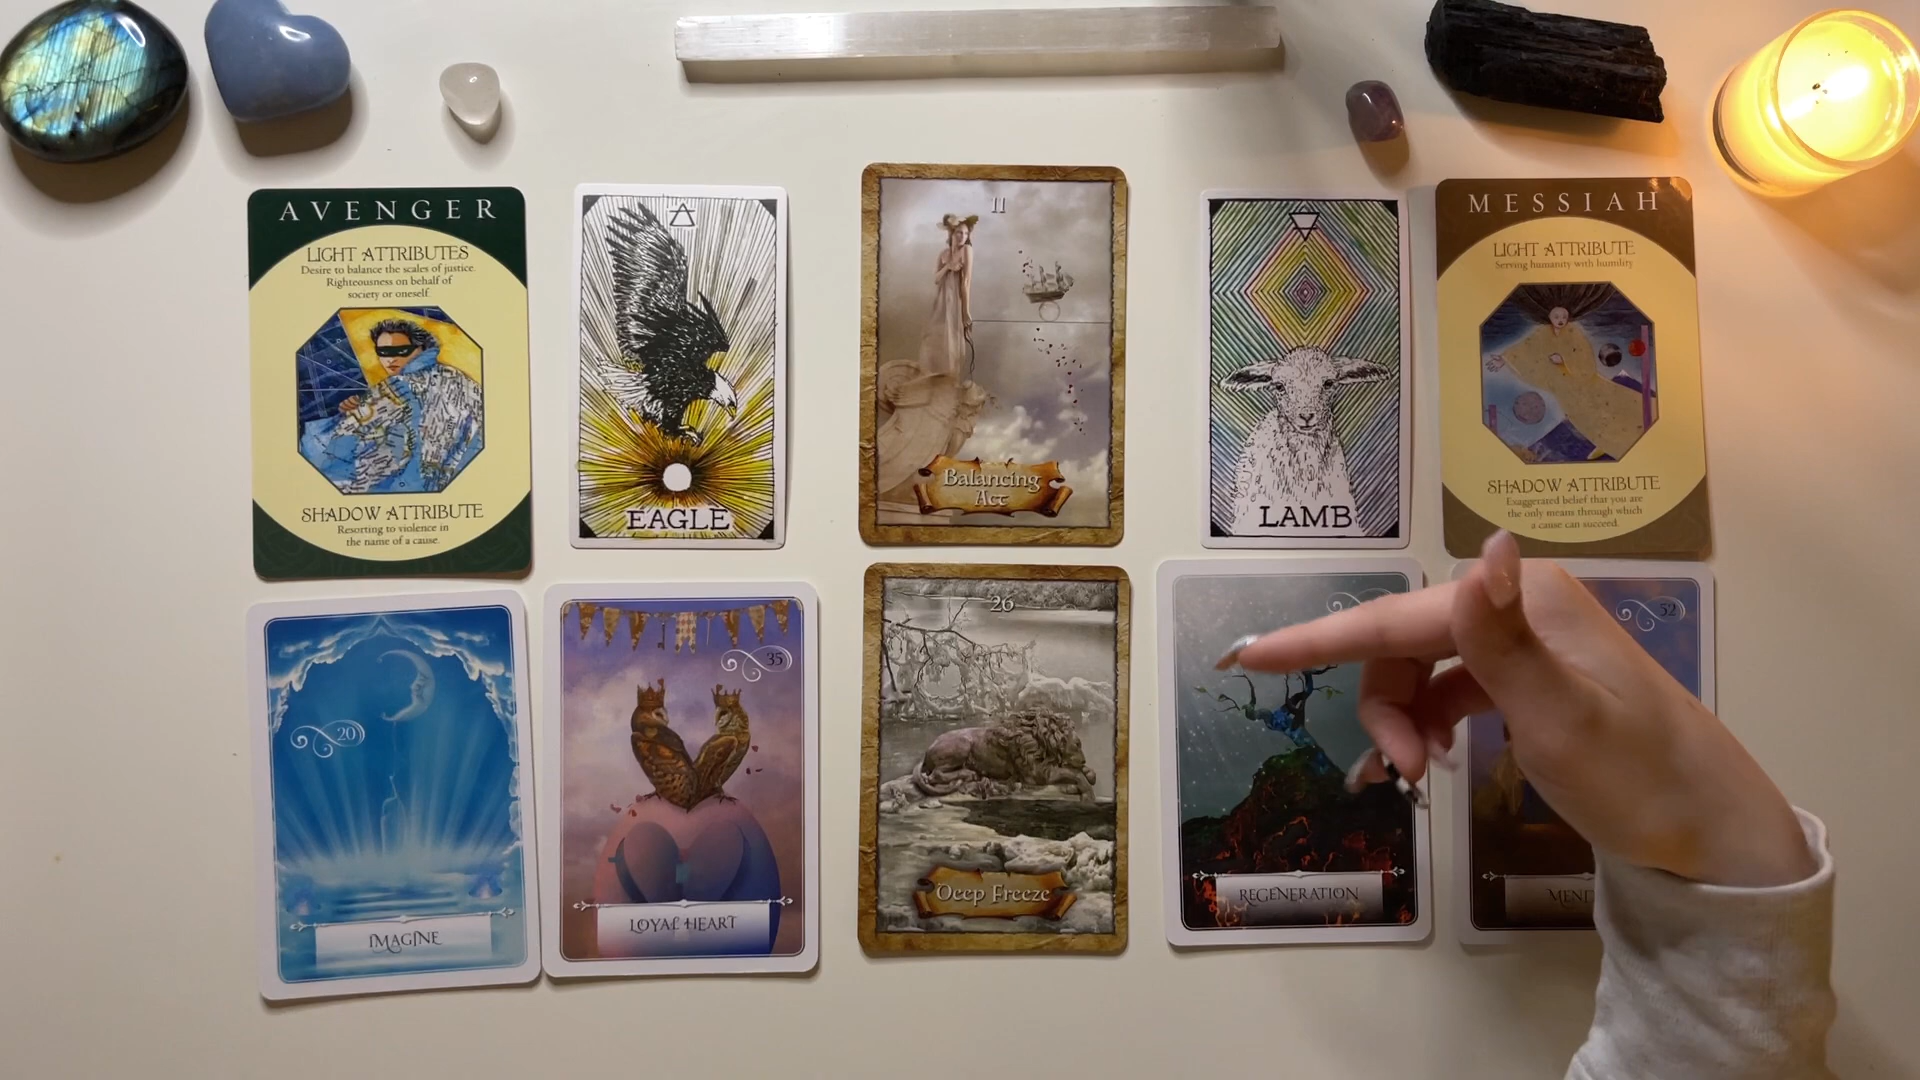 AVENGER
LIGHT ATTRIBUTES
Desire to balance the scales of justice.
Righteousness on behalf of
society or oneself.
SHADOW ATTRIBUTE
Resorting to violence in
the name of a cause.
EAGLE
11
Balancing
Act
LAMB
MESSIAH
LIGHT ATTRIBUTE
Serving humanity with humility
SHADOW ATTRIBUTE
Exaggerated belief that you are
the only means through which
a cause can succeed.
20
IMAGINE
35
LOYAL HEART
26
Deep Freeze
REGENERATION
52